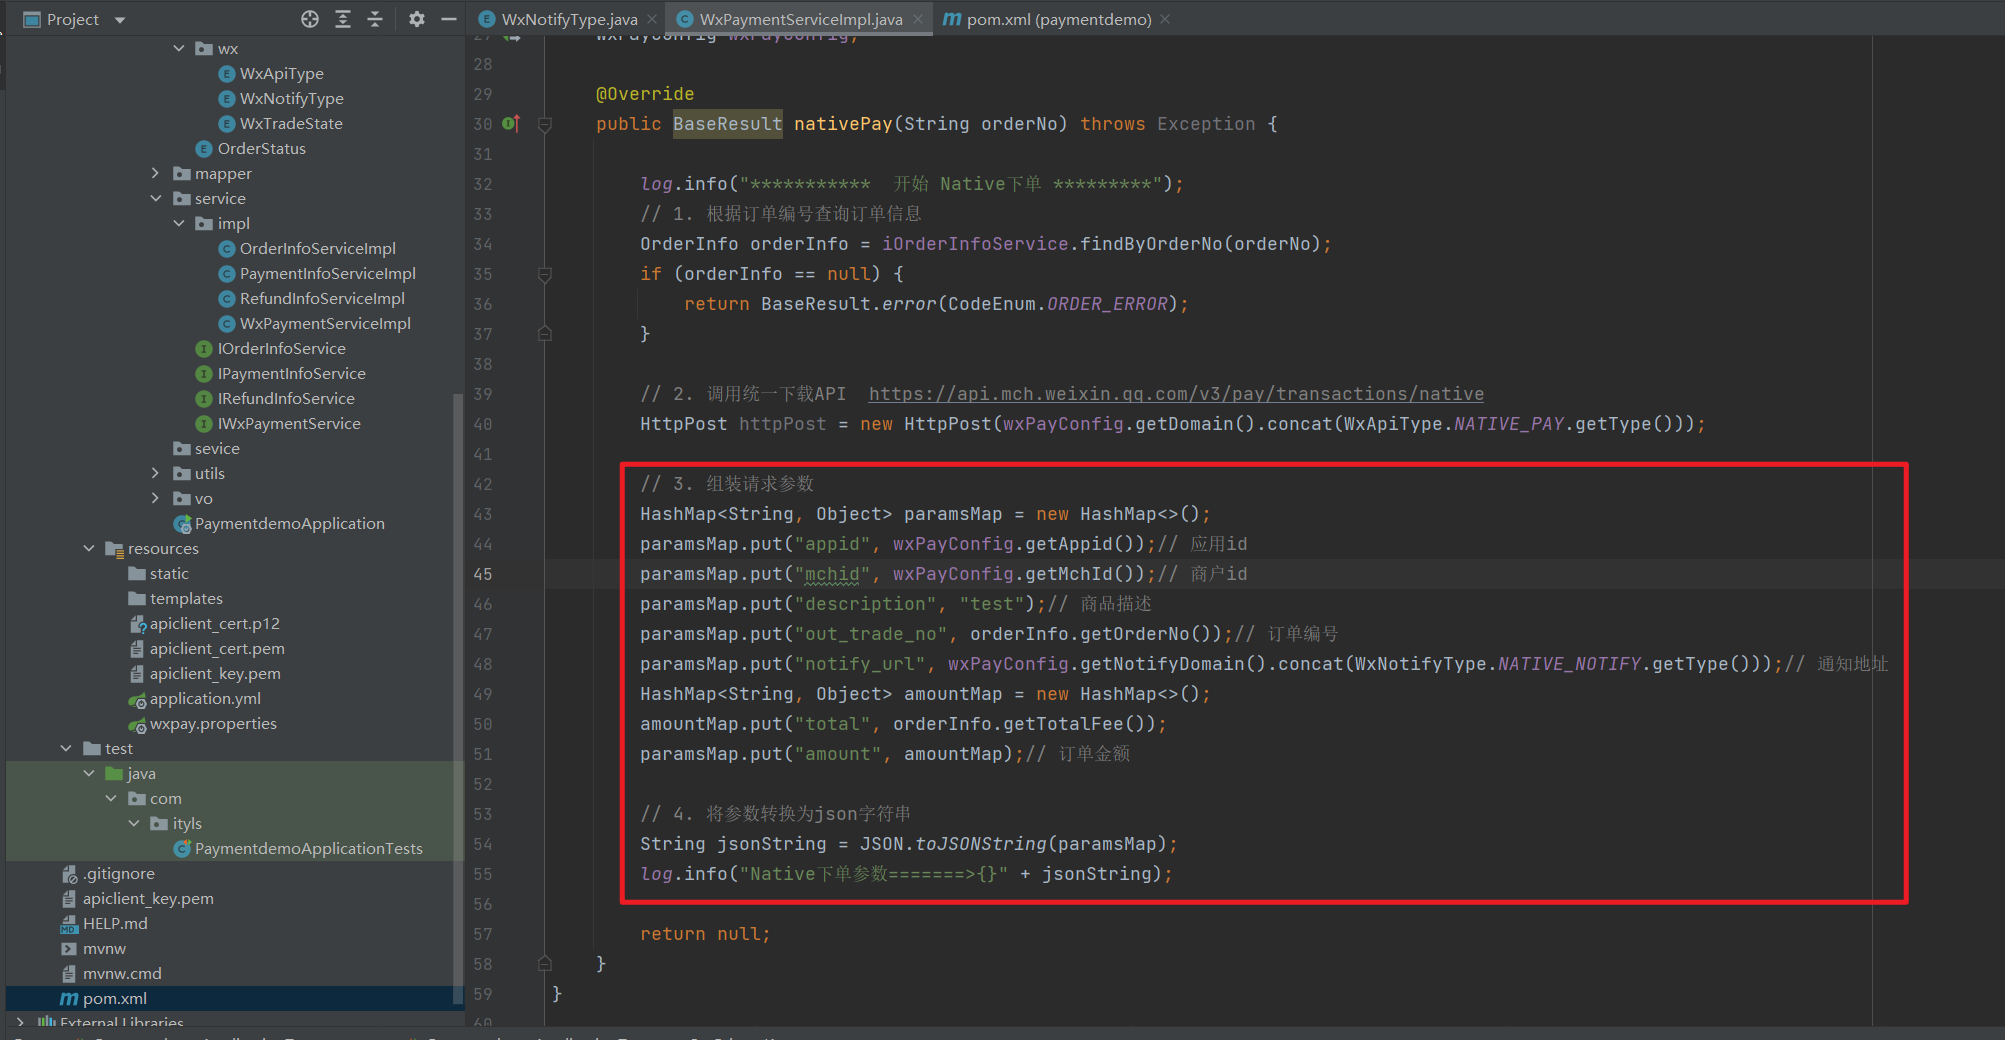 Project
WxNotifyType.java
WxPaymentServiceImpl.java
pom.xml (paymentdemo)
wx
WxApiType
WxNotifyType
WxTradeState
OrderStatus
mapper
service
impl
OrderInfoServiceImpl
PaymentInfoServiceImpl
RefundInfoServiceImpl
WxPaymentServiceImpl
IOrderInfoService
IPaymentInfoService
IRefundInfoService
IWxPaymentService
sevice
utils
vo
PaymentdemoApplication
resources
static
templates
apiclient_cert.p12
apiclient_cert.pem
apiclient_key.pem
application.yml
wxpay.properties
test
java
com
ityls
PaymentdemoApplicationTests
.gitignore
apiclient_key.pem
HELP.md
mvnw
mvnw.cmd
pom.xml
External Libraries
27 WxPayConfig wxPayConfig;
28
29 @Override
30 public BaseResult nativePay(String orderNo) throws Exception {
31
32 log.info("*********** 开始 Native下单 *********");
33 // 1. 根据订单编号查询订单信息
34 OrderInfo orderInfo = iOrderInfoService.findByOrderNo(orderNo);
35 if (orderInfo == null) {
36 return BaseResult.error(CodeEnum.ORDER_ERROR);
37 }
38
39 // 2. 调用统一下载API https://api.mch.weixin.qq.com/v3/pay/transactions/native
40 HttpPost httpPost = new HttpPost(wxPayConfig.getDomain().concat(WxApiType.NATIVE_PAY.getType()));
41
42 // 3. 组装请求参数
43 HashMap<String, Object> paramsMap = new HashMap<>();
44 paramsMap.put("appid", wxPayConfig.getAppid());// 应用id
45 paramsMap.put("mchid", wxPayConfig.getMchId());// 商户id
46 paramsMap.put("description", "test");// 商品描述
47 paramsMap.put("out_trade_no", orderInfo.getOrderNo());// 订单编号
48 paramsMap.put("notify_url", wxPayConfig.getNotifyDomain().concat(WxNotifyType.NATIVE_NOTIFY.getType()));// 通知地址
49 HashMap<String, Object> amountMap = new HashMap<>();
50 amountMap.put("total", orderInfo.getTotalFee());
51 paramsMap.put("amount", amountMap);// 订单金额
52
53 // 4. 将参数转换为json字符串
54 String jsonString = JSON.toJSONString(paramsMap);
55 log.info("Native下单参数=======>{}" + jsonString);
56
57 return null;
58 }
59 }
60